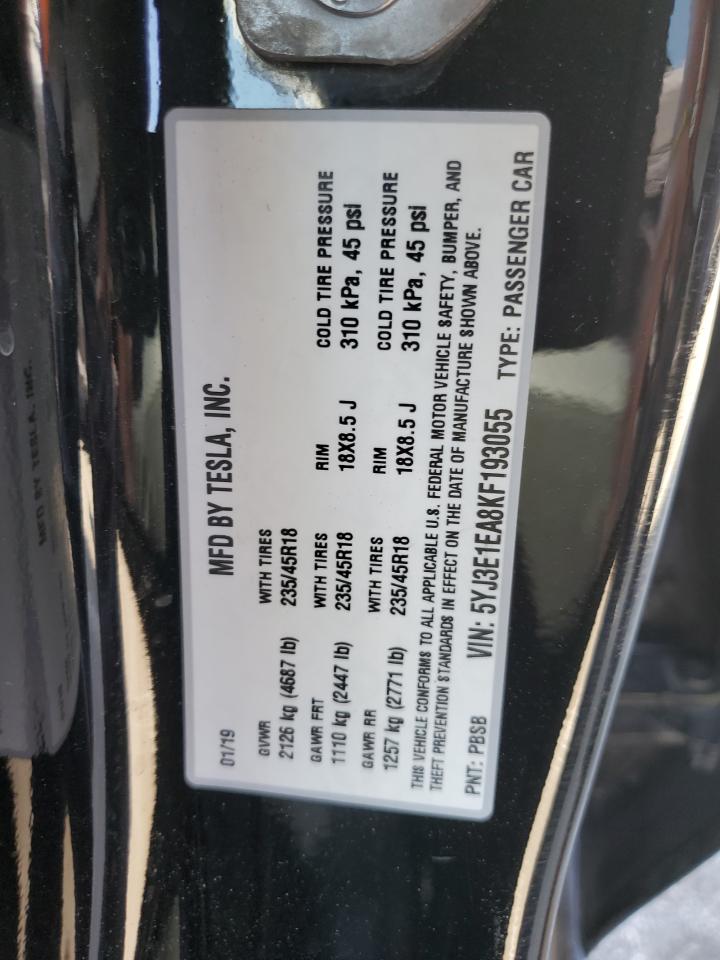 01/19 MFD BY TESLA, INC.
GVWR WITH TIRES
2126 kg (4687 lb) 235/45R18
GAWR FRT WITH TIRES RIM COLD TIRE PRESSURE
1110 kg (2447 lb) 235/45R18 18X8.5 J 310 kPa, 45 psi
GAWR RR WITH TIRES RIM COLD TIRE PRESSURE
1257 kg (2771 lb) 235/45R18 18X8.5 J 310 kPa, 45 psi
THIS VEHICLE CONFORMS TO ALL APPLICABLE U.S. FEDERAL MOTOR VEHICLE SAFETY, BUMPER, AND
THEFT PREVENTION STANDARDS IN EFFECT ON THE DATE OF MANUFACTURE SHOWN ABOVE.
PNT: PBSB VIN: 5YJ3E1EA8KF193055 TYPE: PASSENGER CAR
MFD BY TESLA, INC.